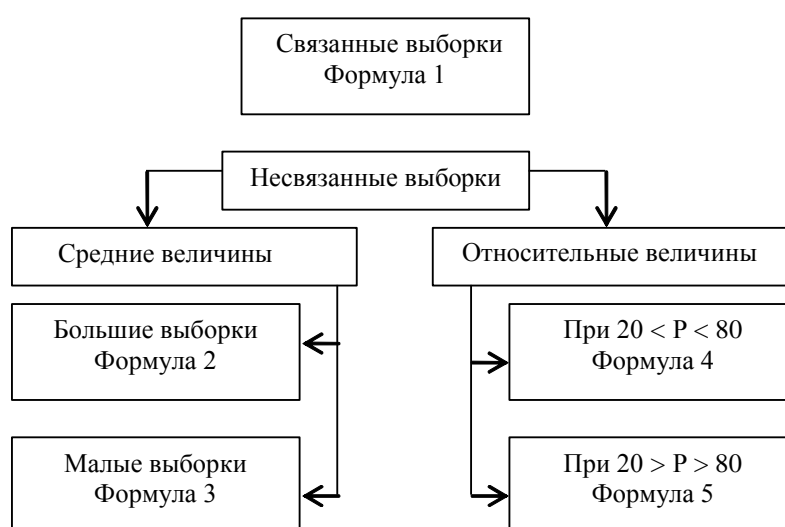 Связанные выборки
Формула 1
Несвязанные выборки
Средние величины
Относительные величины
Большие выборки
Формула 2
При 20 < P < 80
Формула 4
Малые выборки
Формула 3
При 20 > P > 80
Формула 5